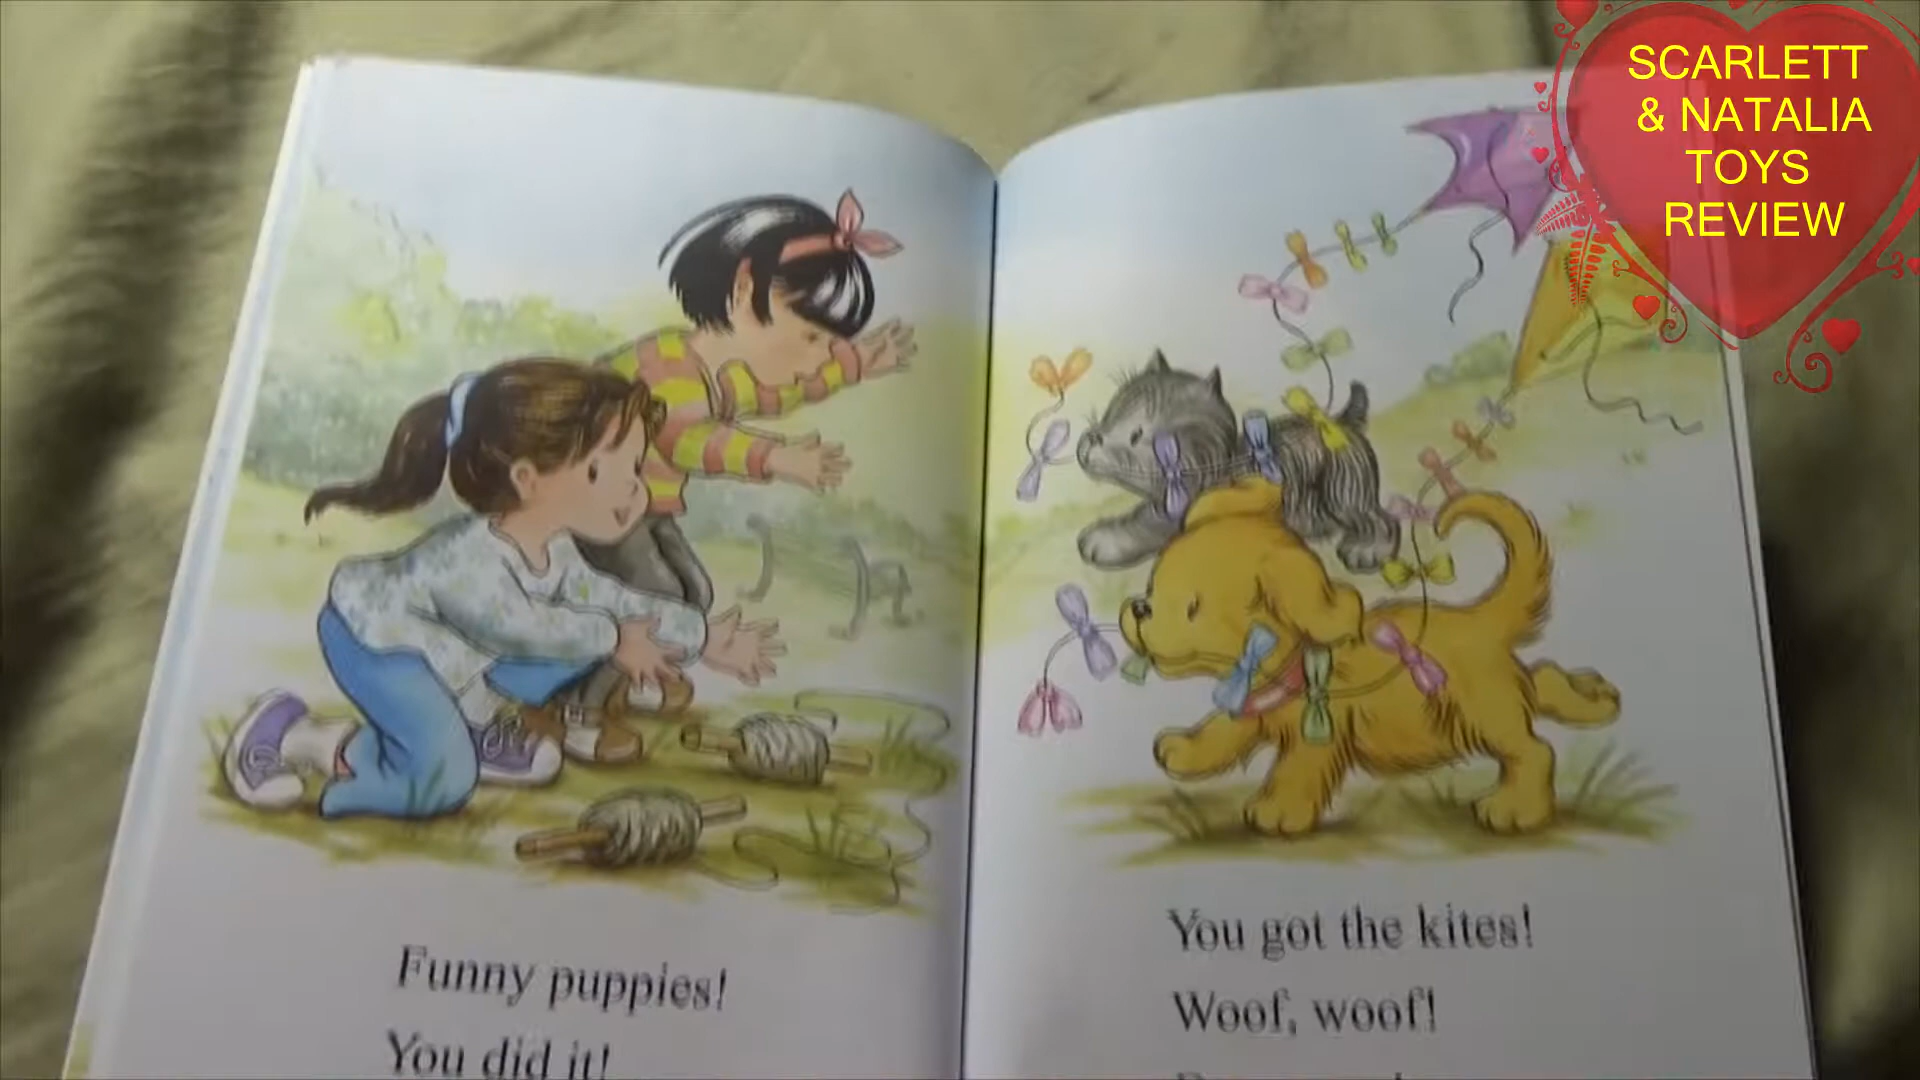 SCARLETT
& NATALIA
TOYS
REVIEW
Funny puppies!
You did it!
You got the kites!
Woof, woof!